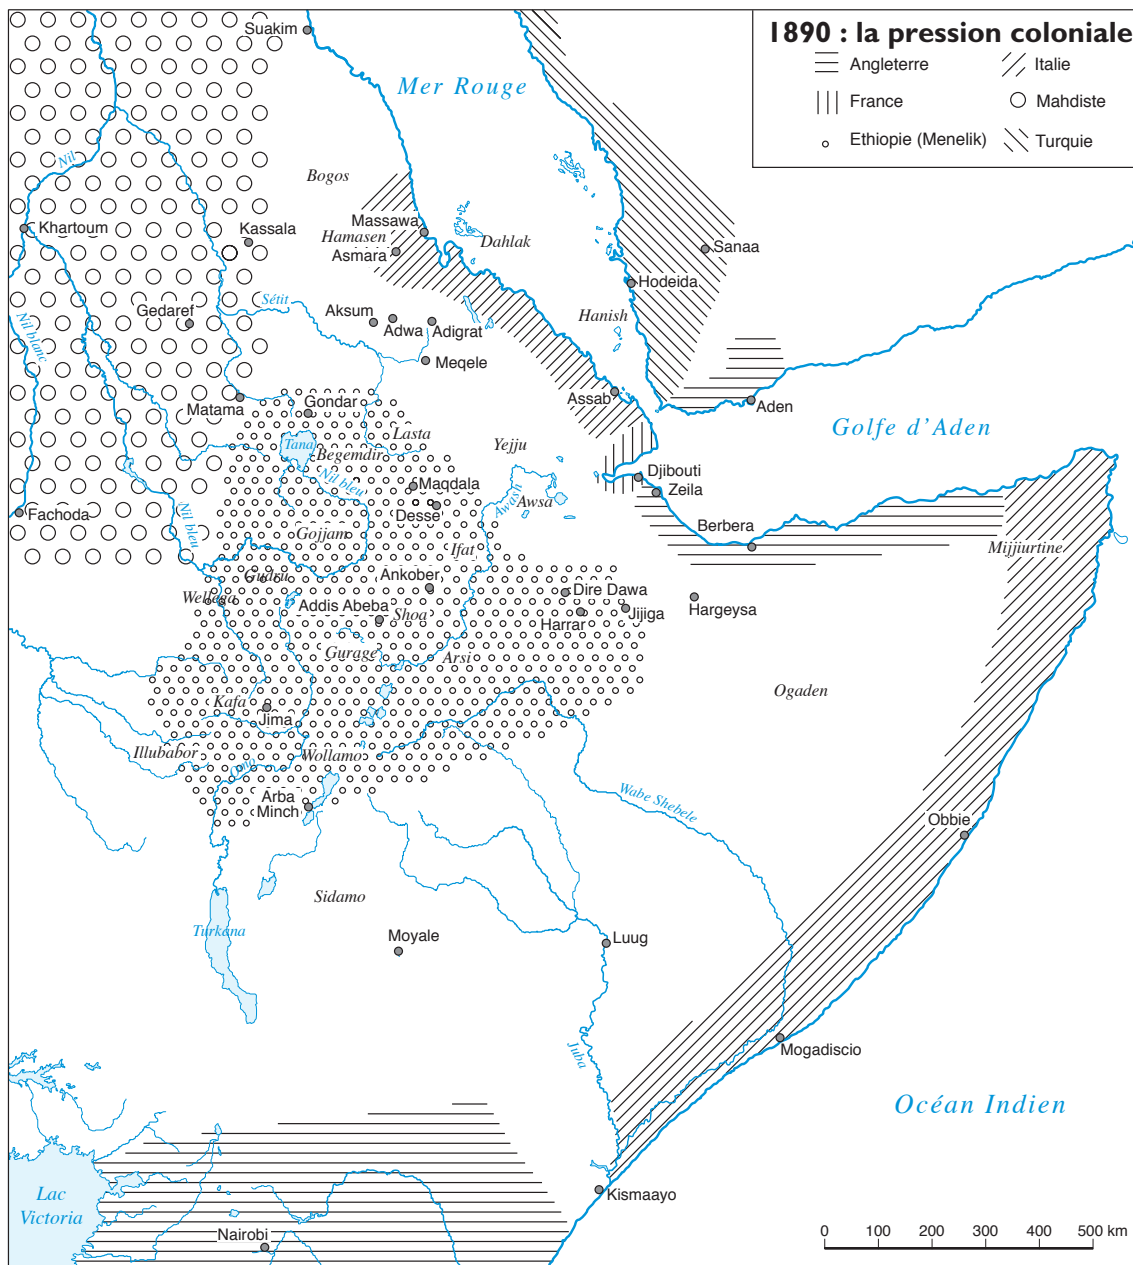 1890 : la pression coloniale
Angleterre
Italie
France
Mahdiste
Ethiopie (Menelik)
Turquie
Suakim
Mer Rouge
Nil
Bogos
Khartoum
Kassala
Massawa
Hamasen
Asmara
Dahlak
Sanaa
Hodeida
Sétit
Gedaref
Nil blanc
Aksum
Adwa
Adigrat
Hanish
Meqele
Matama
Gondar
Assab
Aden
Golfe d'Aden
Tana
Begemdir
Lasta
Yejju
Nil bleu
Maqdala
Djibouti
Zeila
Fachoda
Nil bleu
Desse
Awash
Awsa
Gojjam
Berbera
Mijjiurtine
Ifat
Gudru
Ankober
Dire Dawa
Wellaga
Addis Abeba
Shoa
Harrar
Jijiga
Hargeysa
Gurage
Arsi
Ogaden
Kafa
Jima
Illubabor
Omo
Wollamo
Arba
Minch
Wabe Shebele
Obbie
Sidamo
Turkana
Moyale
Luug
Juba
Mogadiscio
Océan Indien
Lac
Victoria
Kismaayo
Nairobi
0 100 200 300 400 500 km